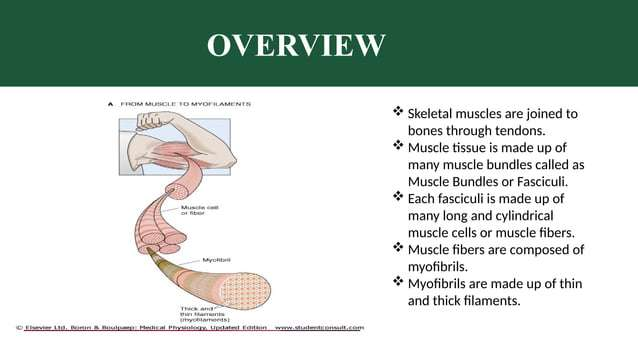 OVERVIEW
A FROM MUSCLE TO MYOFILAMENTS
Muscle cell
or fiber
Myofibril
Thick and
thin filaments
(myofilaments)
© Elsevier Ltd. Boron & Boulpaep: Medical Physiology, Updated Edition www.studentconsult.com
❖ Skeletal muscles are joined to
bones through tendons.
❖ Muscle tissue is made up of
many muscle bundles called as
Muscle Bundles or Fasciculi.
❖ Each fasciculi is made up of
many long and cylindrical
muscle cells or muscle fibers.
❖ Muscle fibers are composed of
myofibrils.
❖ Myofibrils are made up of thin
and thick filaments.